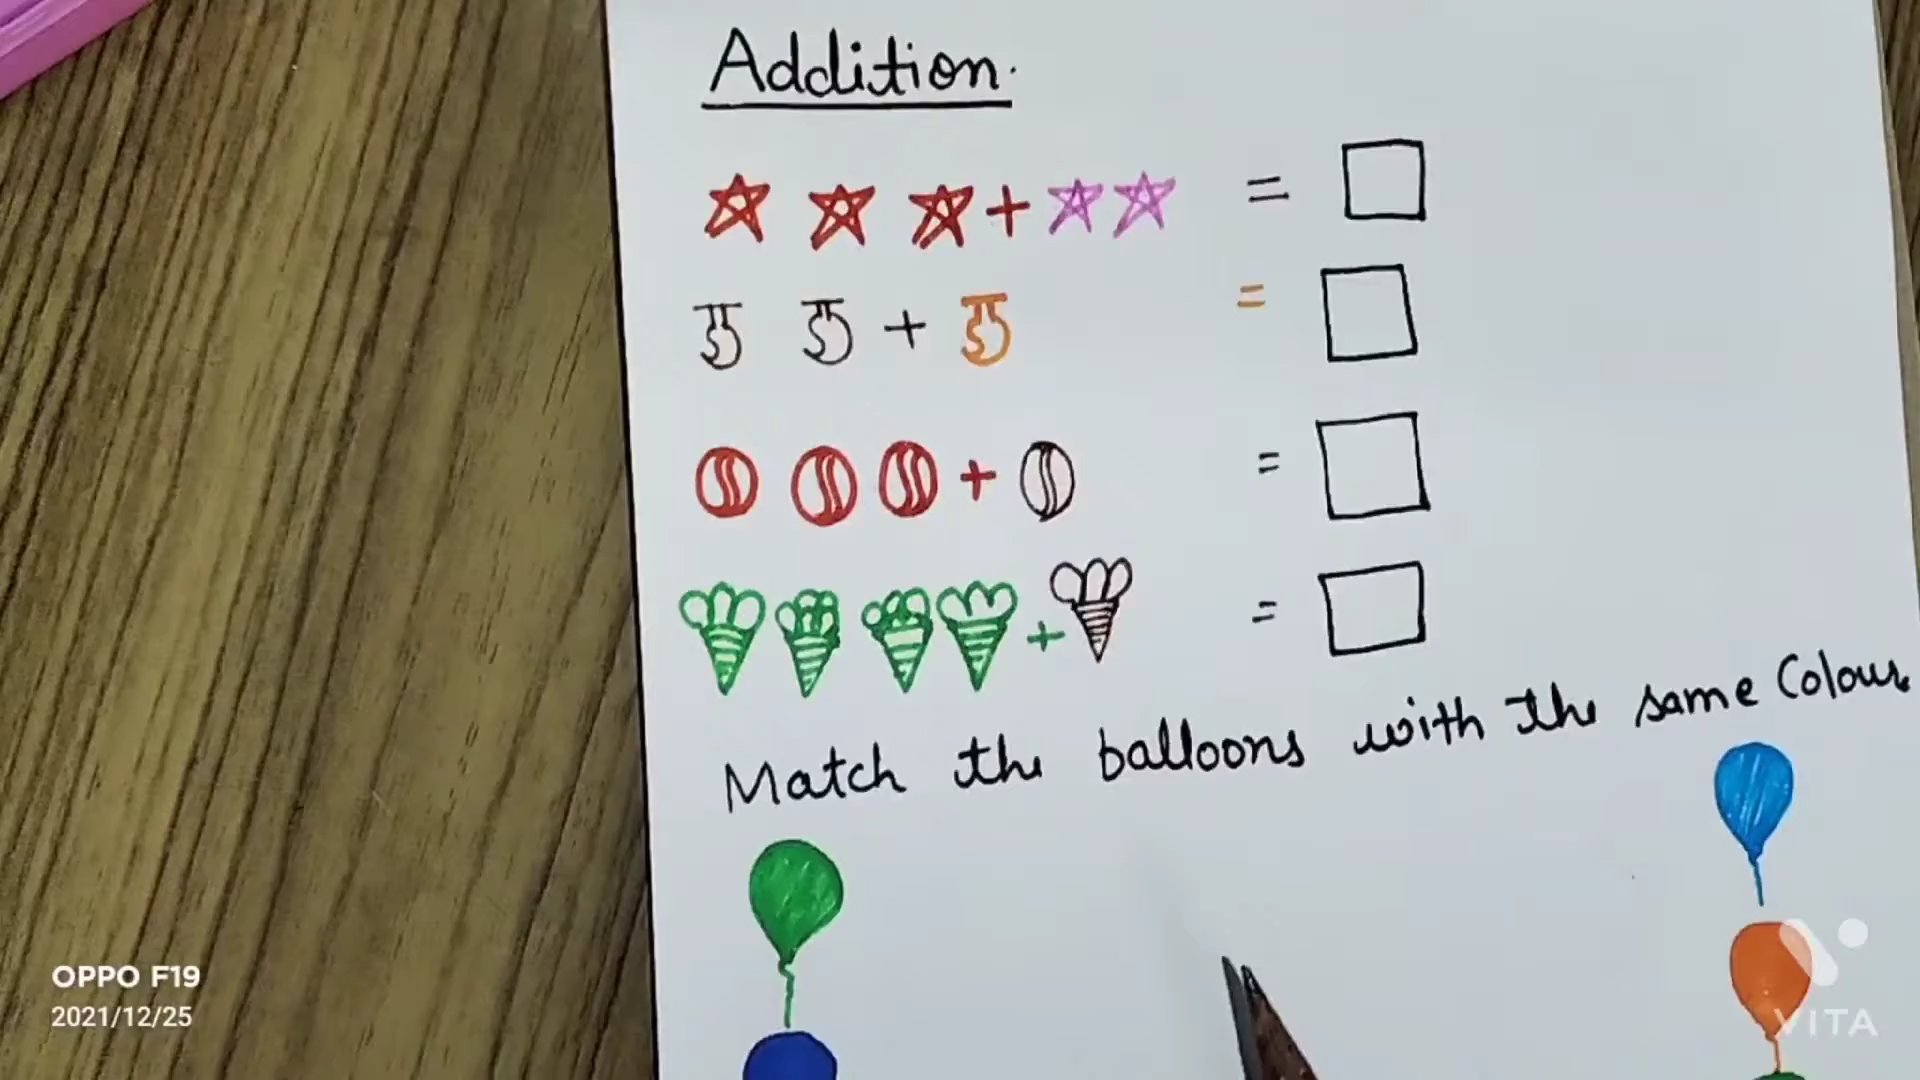 Addition.
+ =
+ =
+ =
+ =
Match the balloons with the same Colour
OPPO F19
2021/12/25
VITA